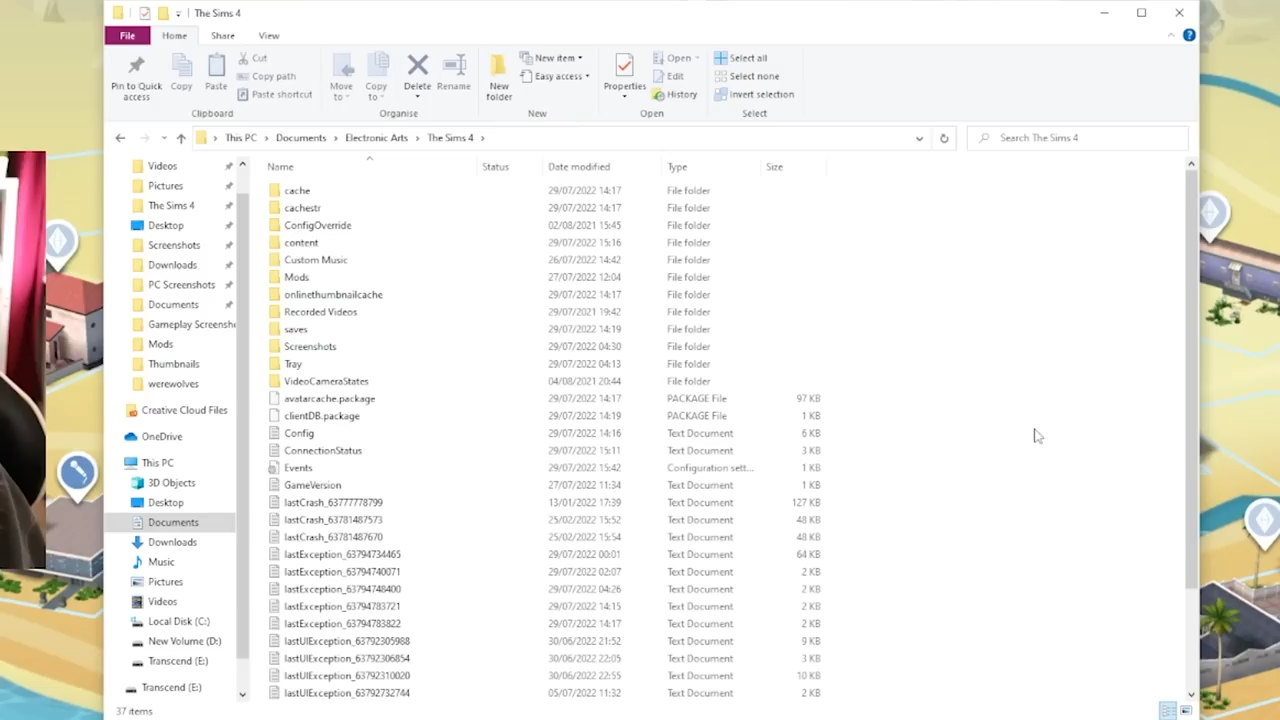 The Sims 4
File Home Share View
Pin to Quick access
Copy
Paste
Cut
Copy path
Paste shortcut
Clipboard
Move to
Copy to
Delete
Rename
Organise
New folder
New item
Easy access
New
Properties
Open
Edit
History
Open
Select all
Select none
Invert selection
Select
This PC > Documents > Electronic Arts > The Sims 4 >
Search The Sims 4
Videos
Pictures
The Sims 4
Desktop
Screenshots
Downloads
PC Screenshots
Documents
Gameplay Screensh
Mods
Thumbnails
werewolves
Creative Cloud Files
OneDrive
This PC
3D Objects
Desktop
Documents
Downloads
Music
Pictures
Videos
Local Disk (C:)
New Volume (D:)
Transcend (E:)
Transcend (E:)
Name Status Date modified Type Size
cache 29/07/2022 14:17 File folder
cachestr 29/07/2022 14:17 File folder
ConfigOverride 02/08/2021 15:45 File folder
content 29/07/2022 15:16 File folder
Custom Music 26/07/2022 14:42 File folder
Mods 27/07/2022 12:04 File folder
onlinethumbnailcache 29/07/2022 14:17 File folder
Recorded Videos 27/07/2021 19:42 File folder
saves 29/07/2022 14:19 File folder
Screenshots 29/07/2022 04:30 File folder
Tray 29/07/2022 04:13 File folder
VideoCameraStates 04/08/2021 20:44 File folder
avatarcache.package 29/07/2022 14:17 PACKAGE File 97 KB
clientDB.package 29/07/2022 14:19 PACKAGE File 1 KB
Config 29/07/2022 14:16 Text Document 6 KB
ConnectionStatus 29/07/2022 15:11 Text Document 3 KB
Events 29/07/2022 15:42 Configuration sett... 1 KB
GameVersion 27/07/2022 11:34 Text Document 1 KB
lastCrash_63777778799 13/01/2022 17:39 Text Document 127 KB
lastCrash_63781487573 25/02/2022 15:52 Text Document 48 KB
lastCrash_63781487670 25/02/2022 15:54 Text Document 48 KB
lastException_63794734465 29/07/2022 00:01 Text Document 64 KB
lastException_63794740071 29/07/2022 02:07 Text Document 2 KB
lastException_63794748400 29/07/2022 04:26 Text Document 2 KB
lastException_63794783721 29/07/2022 14:15 Text Document 2 KB
lastException_63794783822 29/07/2022 14:17 Text Document 2 KB
lastUIException_63792305988 30/06/2022 21:52 Text Document 9 KB
lastUIException_63792306854 30/06/2022 22:05 Text Document 3 KB
lastUIException_63792310020 30/06/2022 22:55 Text Document 10 KB
lastUIException_63792732744 05/07/2022 11:32 Text Document 2 KB
37 items